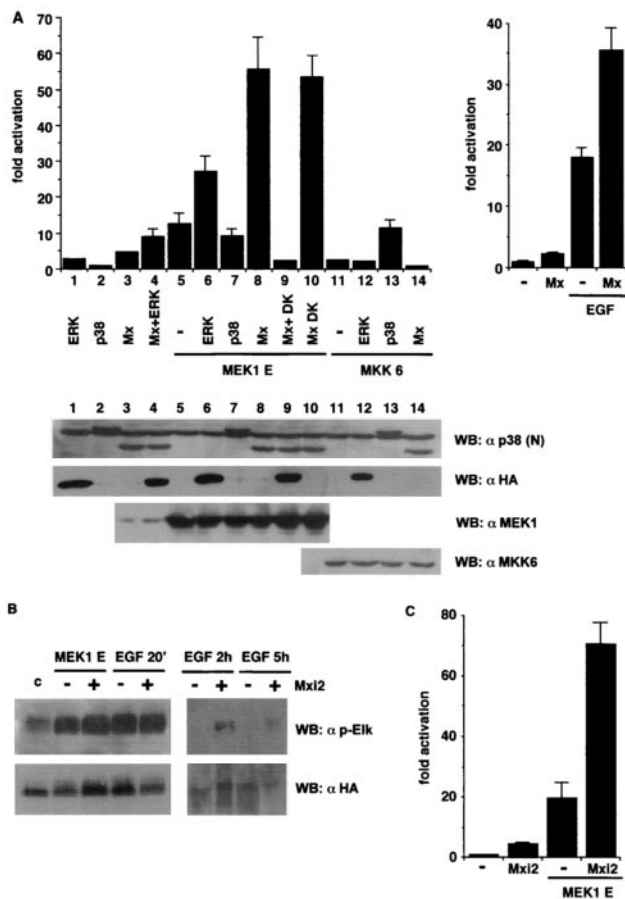 A
70
60
50
40
30
20
10
0
fold activation
1 2 3 4 5 6 7 8 9 10 11 12 13 14
ERK p38 Mx Mx+ERK - ERK p38 Mx Mx+ DK Mx DK - ERK p38 Mx
MEK1 E MKK 6
40
30
20
10
0
fold activation
- Mx - Mx
EGF
1 2 3 4 5 6 7 8 9 10 11 12 13 14
WB: α p38 (N)
WB: α HA
WB: α MEK1
WB: α MKK6
B
MEK1 E EGF 20' EGF 2h EGF 5h
c - + - + - + - + Mxi2
WB: α p-Elk
WB: α HA
C
80
60
40
20
0
fold activation
- Mxi2 - Mxi2
MEK1 E